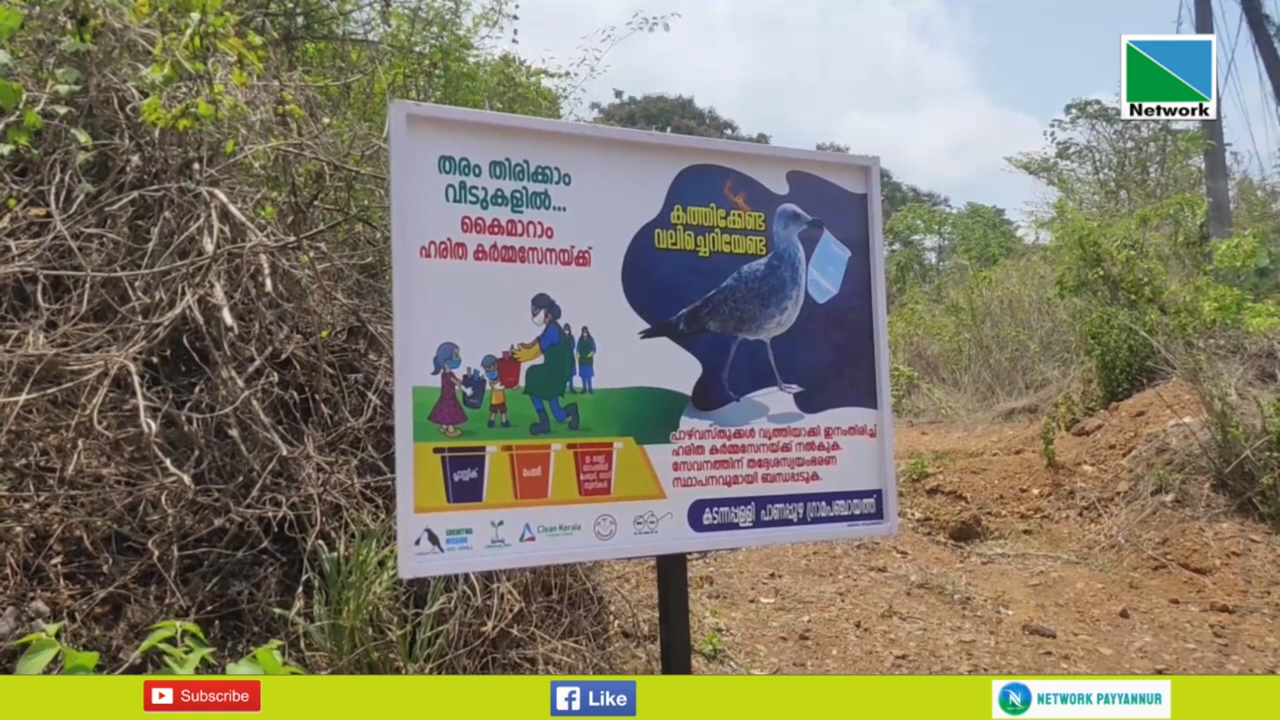 Network
തരം തിരിക്കാം
വീടുകളിൽ...
കൈമാറാം
ഹരിത കർമ്മസേനയ്ക്ക്
കത്തിക്കേണ്ട
വലിച്ചെറിയേണ്ട
പാഴ്‌വസ്തുക്കൾ വൃത്തിയാക്കി ഇനംതിരിച്ച്
ഹരിത കർമ്മസേനയ്ക്ക് നൽകുക.
സേവനത്തിന് തദ്ദേശസ്വയംഭരണ
സ്ഥാപനവുമായി ബന്ധപ്പെടുക.
പ്ലാസ്റ്റിക്
പേപ്പർ
Clean Kerala
കടന്നപ്പള്ളി പാണപ്പുഴ ഗ്രാമപഞ്ചായത്ത്
Subscribe
Like
NETWORK PAYYANNUR